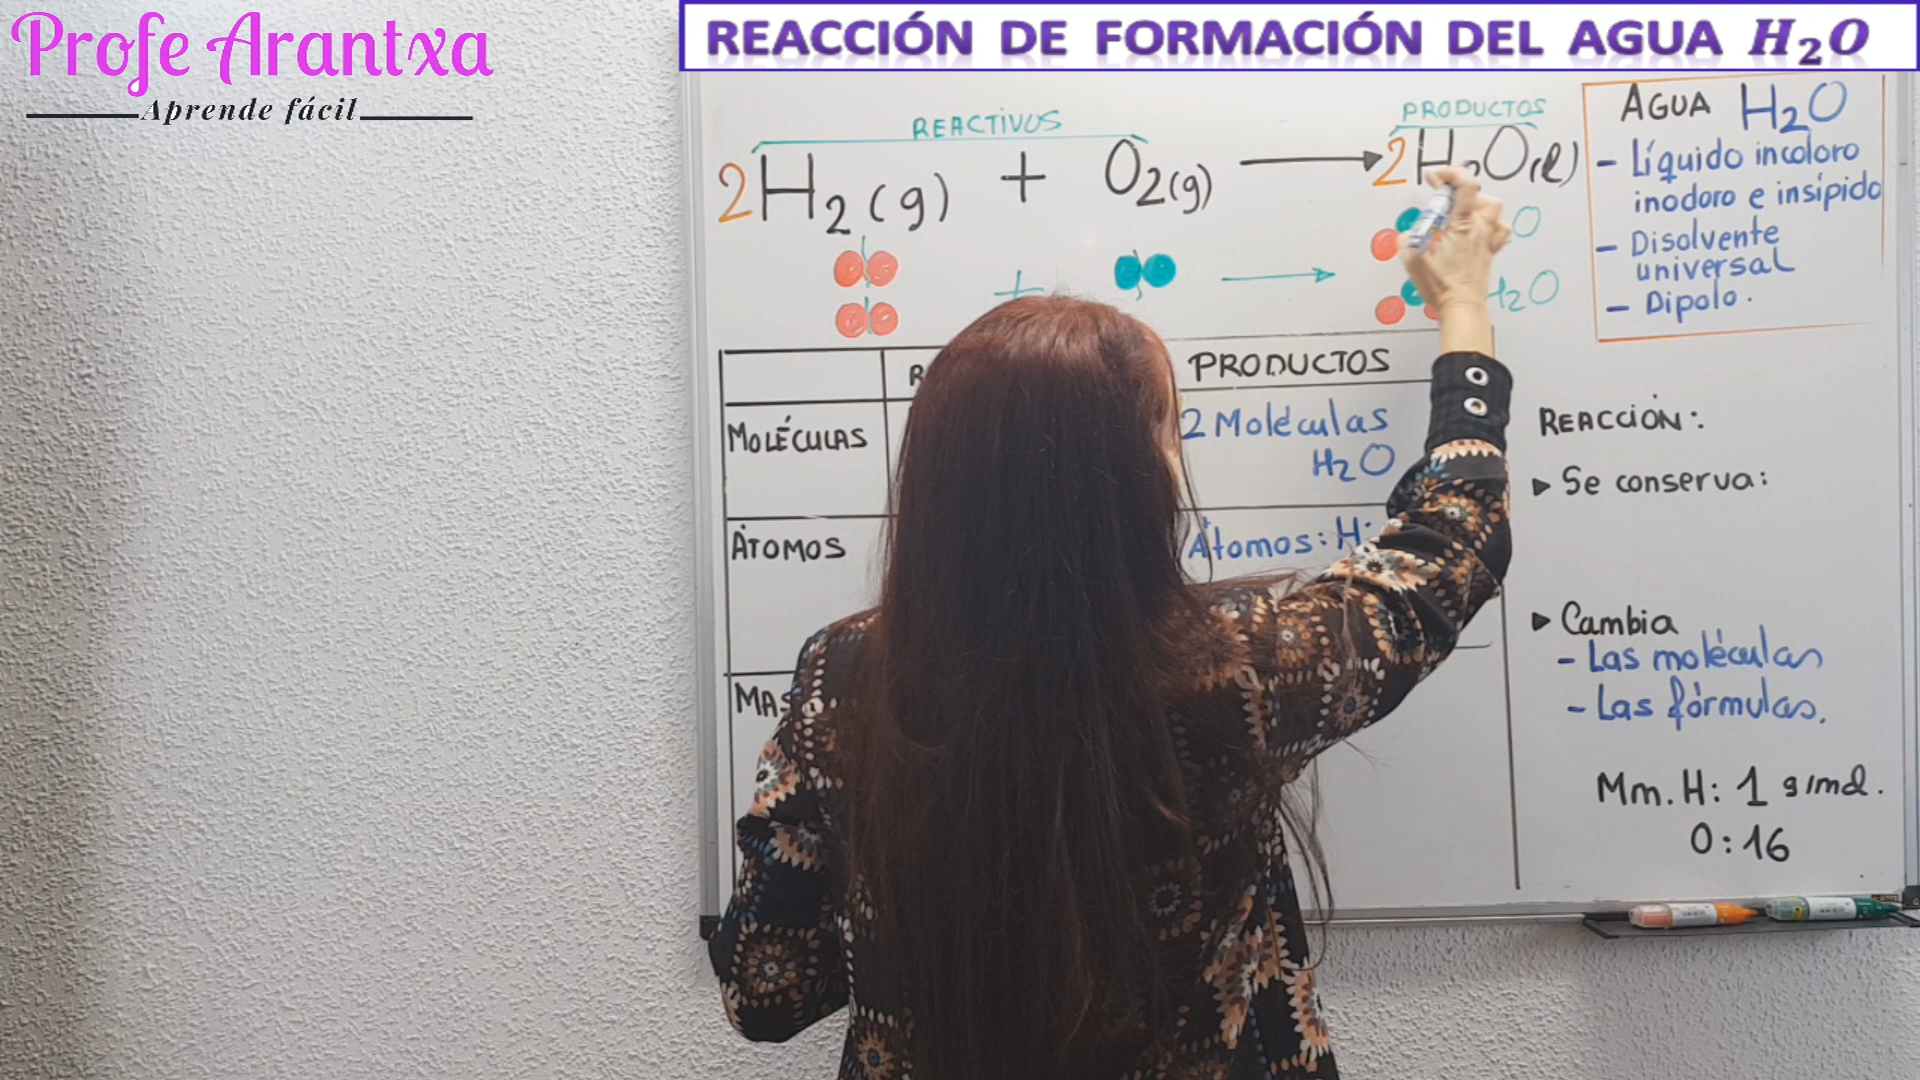 Profe Arantxa
Aprende fácil
REACCIÓN DE FORMACIÓN DEL AGUA H₂O
REACTIVOS
PRODUCTOS
2H₂(g) + O₂(g) → 2H₂O(l)
+ → O
H₂O
AGUA H₂O
- Líquido incoloro
inodoro e insípido
- Disolvente
universal
- Dipolo.
PRODUCTOS
MOLÉCULAS
2 Moléculas
H₂O
ÁTOMOS
Átomos: H:
REACCIÓN:
▶ Se conserva:
▶ Cambia
- Las moléculas
- Las fórmulas.
Mm. H: 1 g/mol.
O: 16